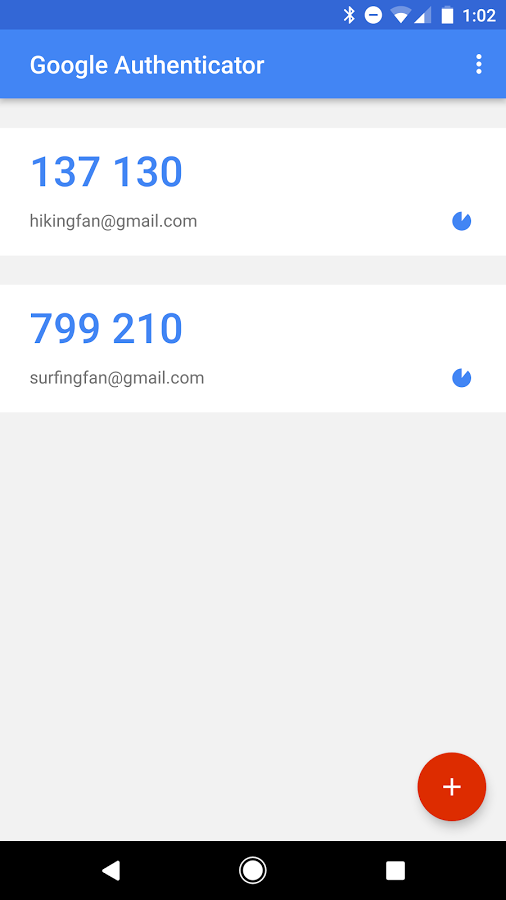 1:02
Google Authenticator
137 130
hikingfan@gmail.com
799 210
surfingfan@gmail.com